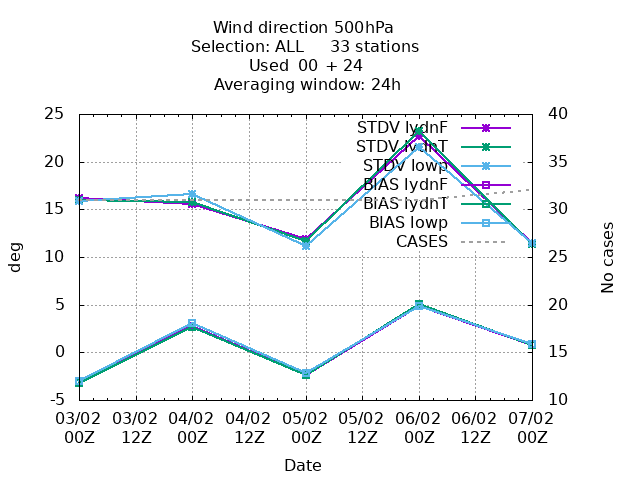 Wind direction 500hPa
Selection: ALL 33 stations
Used 00 + 24
Averaging window: 24h
25 40
STDV lydnF
STDV lydnT
20 35
STDV lowp
BIAS lydnF
BIAS lydnT
15 30
BIAS lowp
CASES
10 25
deg
No cases
5 20
0 15
-5 10
03/02 03/02 04/02 04/02 05/02 05/02 06/02 06/02 07/02
00Z 12Z 00Z 12Z 00Z 12Z 00Z 12Z 00Z
Date